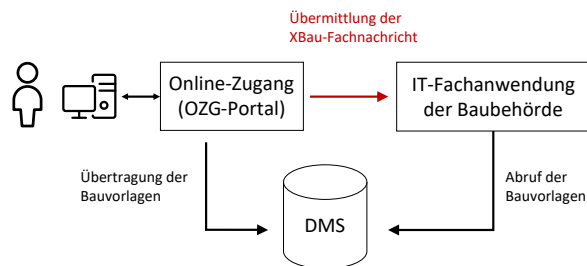 Übermittlung der
XBau-Fachnachricht
Online-Zugang
(OZG-Portal)
IT-Fachanwendung
der Baubehörde
Übertragung der
Bauvorlagen
DMS
Abruf der
Bauvorlagen